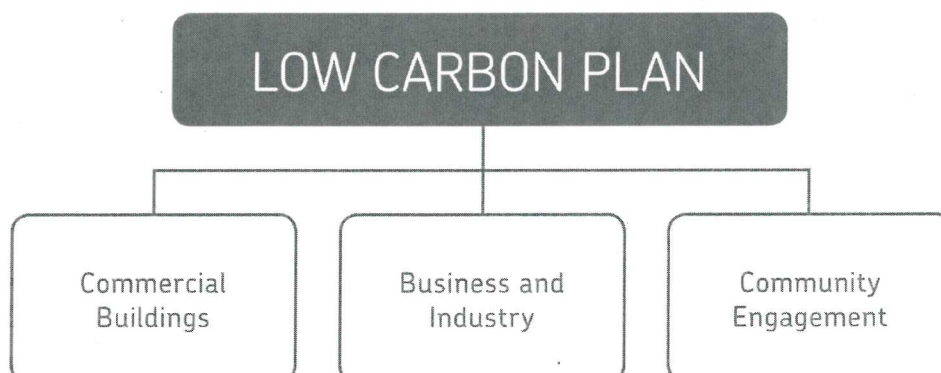 LOW CARBON PLAN
Commercial
Buildings
Business and
Industry
Community
Engagement